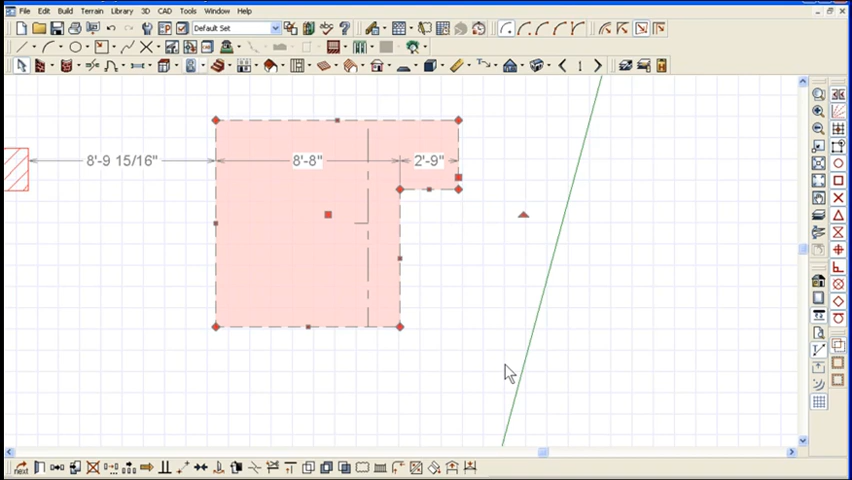 File Edit Build Terrain Library 3D CAD Tools Window Help
Default Set
8'-9 15/16"
8'-8"
2'-9"
next